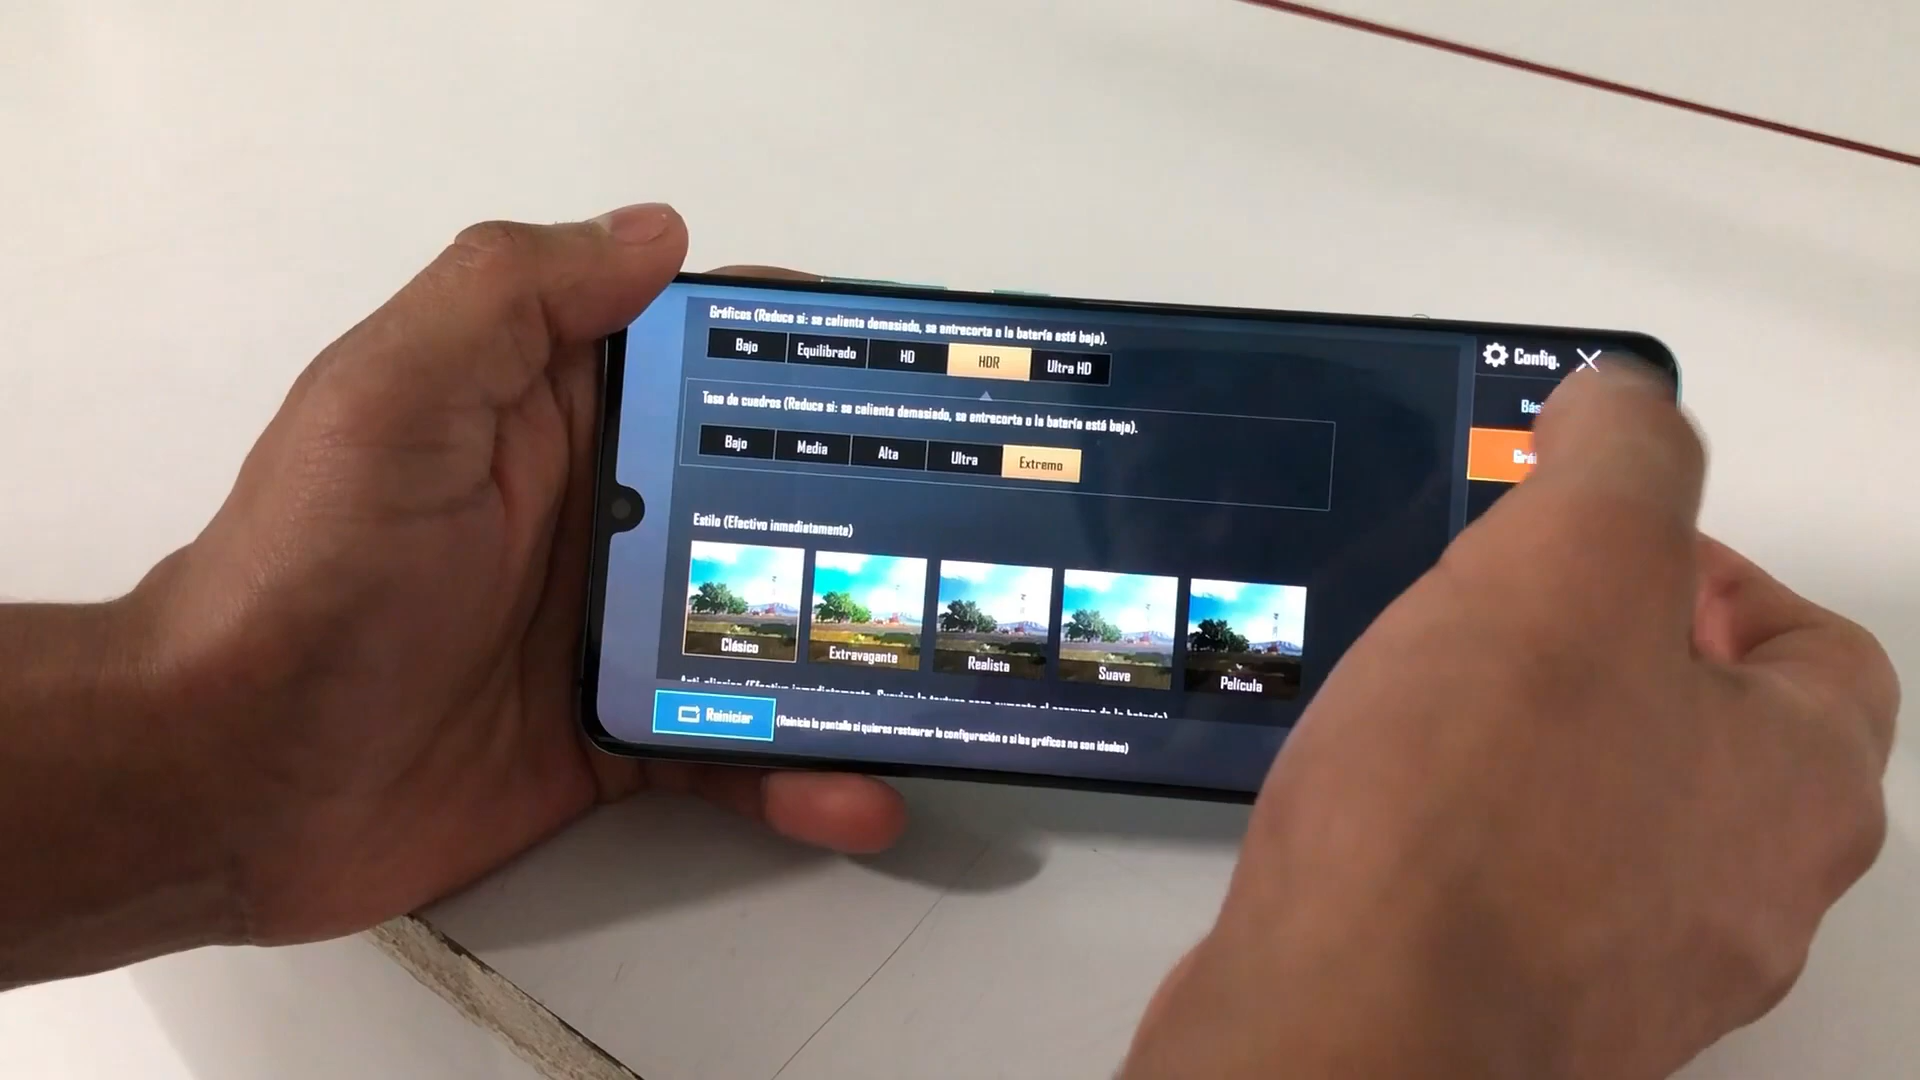 Gráficos (Reduce si: se calienta demasiado, se entrecorta o la batería está baja).
Bajo
Equilibrado
HD
HDR
Ultra HD
Tasa de cuadros (Reduce si: se calienta demasiado, se entrecorta o la batería está baja).
Bajo
Media
Alta
Ultra
Extremo
Estilo (Efectivo inmediatamente)
Clásico
Extravagante
Realista
Suave
Película
Reiniciar
(Reinicia la pantalla si quieres restaurar la configuración o si los gráficos no son ideales)
Config.